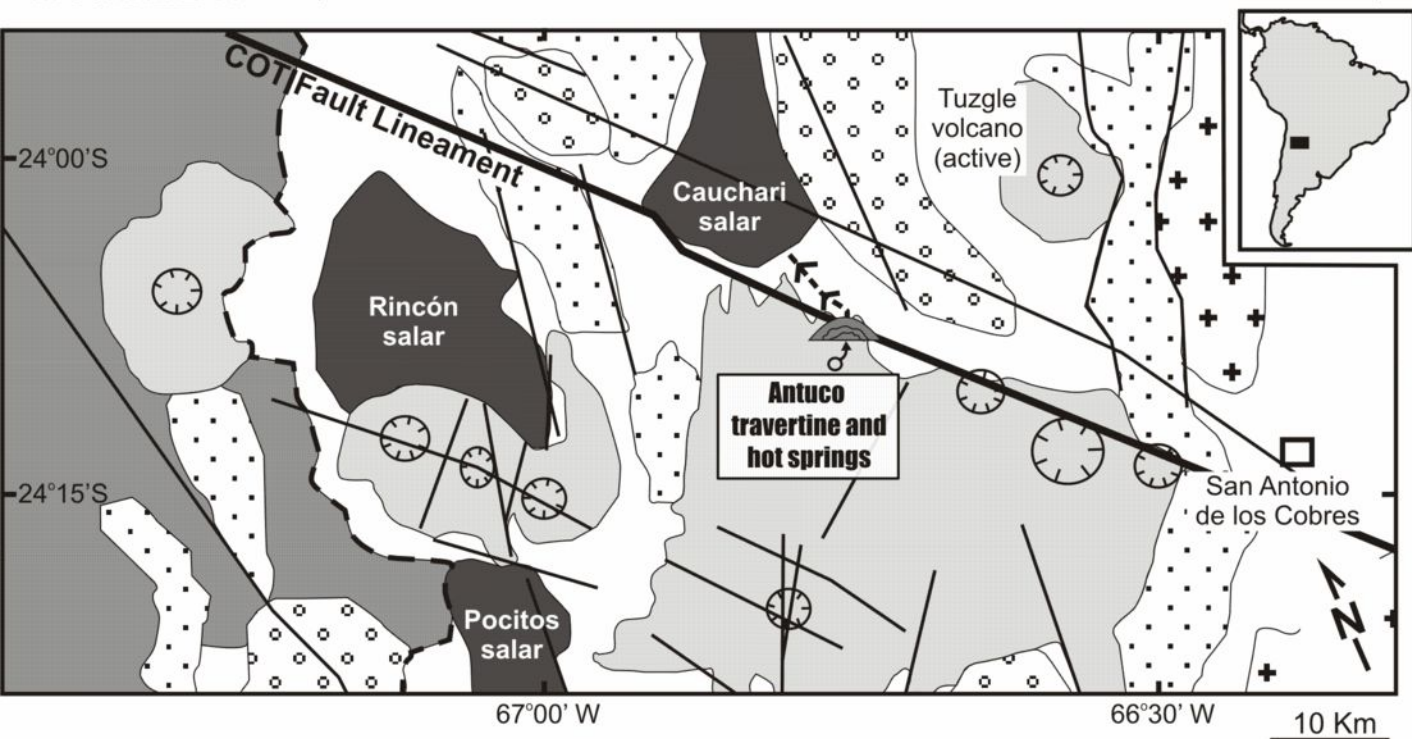 COT Fault Lineament
Tuzgle
volcano
(active)
24°00'S
Cauchari
salar
Rincón
salar
Antuco
travertine and
hot springs
24°15'S
San Antonio
de los Cobres
Pocitos
salar
N
67°00' W
66°30' W
10 Km